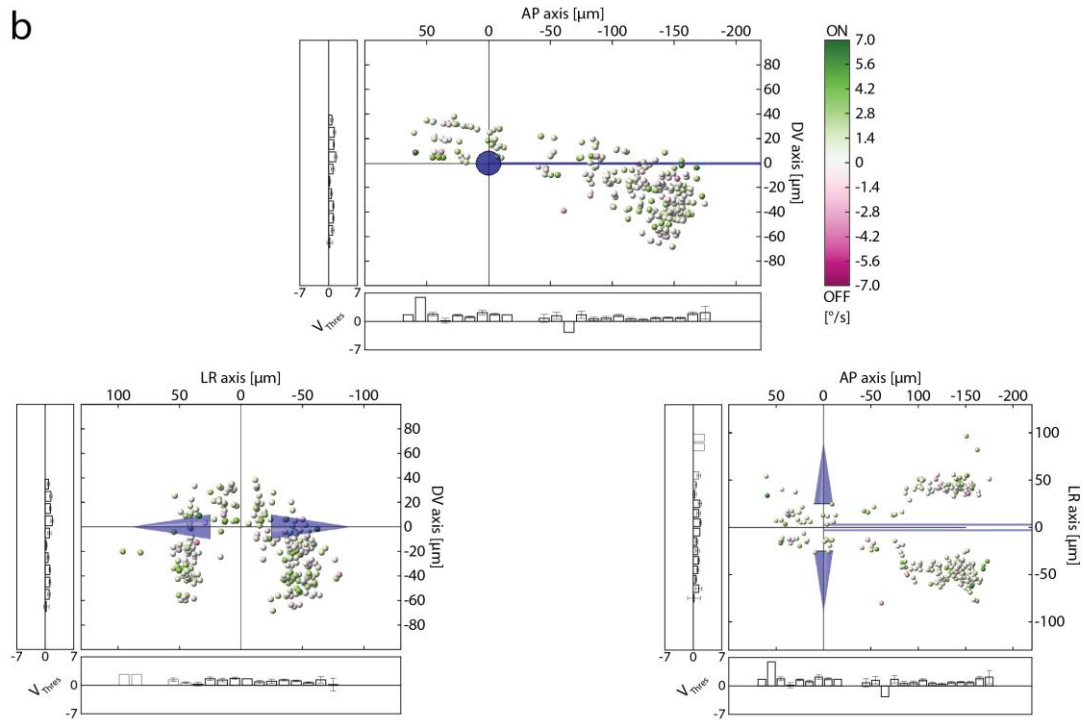 b
AP axis [μm]
50 0 -50 -100 -150 -200
80
60
40
20
0
-20
-40
-60
-80
DV axis [μm]
ON
7.0
5.6
4.2
2.8
1.4
0
-1.4
-2.8
-4.2
-5.6
-7.0
OFF
[°/s]
-7 0 7
V Thres
0
-7
LR axis [μm]
100 50 0 -50 -100
80
60
40
20
0
-20
-40
-60
-80
DV axis [μm]
-7 0 7
V Thres
0
-7
AP axis [μm]
50 0 -50 -100 -150 -200
100
50
0
-50
-100
LR axis [μm]
-7 0 7
V Thres
0
-7